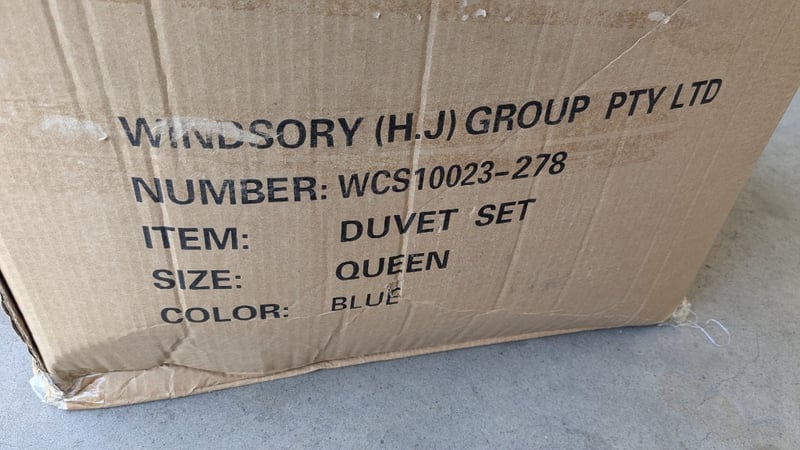 WINDSORY (H.J) GROUP PTY LTD
NUMBER: WCS10023-278
ITEM: DUVET SET
SIZE: QUEEN
COLOR: BLUE